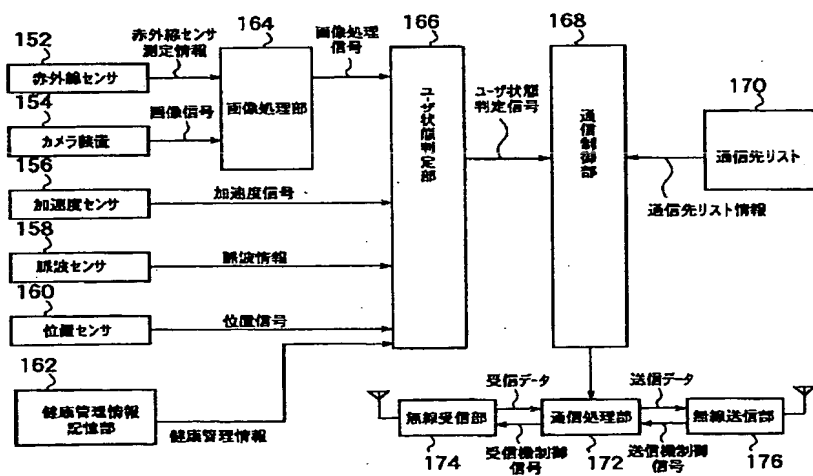 152
赤外線センサ
赤外線センサ
測定情報
154
カメラ装置
画像信号
164
画像処理部
画像処理
信号
156
加速度センサ
加速度信号
158
脈波センサ
脈波情報
160
位置センサ
位置信号
162
健康管理情報
記憶部
健康管理情報
166
ユーザ状態判定部
ユーザ状態
判定信号
168
通信制御部
170
通信先リスト
通信先リスト情報
無線受信部
174
受信データ
受信機制御
信号
通信処理部
172
送信データ
送信機制御
信号
無線送信部
176